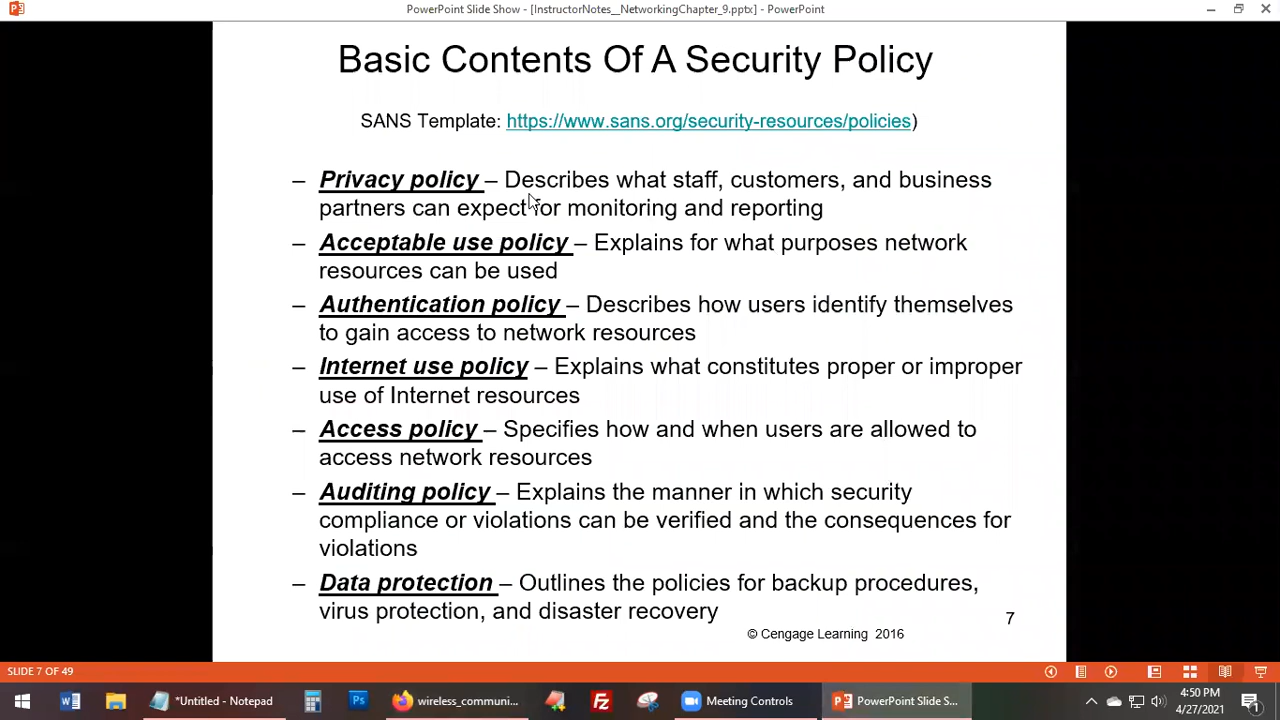 PowerPoint Slide Show - [InstructorNotes__NetworkingChapter_9.pptx] - PowerPoint
Basic Contents Of A Security Policy
SANS Template: https://www.sans.org/security-resources/policies)
– Privacy policy – Describes what staff, customers, and business
partners can expect for monitoring and reporting
– Acceptable use policy – Explains for what purposes network
resources can be used
– Authentication policy – Describes how users identify themselves
to gain access to network resources
– Internet use policy – Explains what constitutes proper or improper
use of Internet resources
– Access policy – Specifies how and when users are allowed to
access network resources
– Auditing policy – Explains the manner in which security
compliance or violations can be verified and the consequences for
violations
– Data protection – Outlines the policies for backup procedures,
virus protection, and disaster recovery
7
© Cengage Learning 2016
SLIDE 7 OF 49
*Untitled - Notepad
Ps
wireless_communi...
Fz
Meeting Controls
PowerPoint Slide S...
4:50 PM
4/27/2021
1